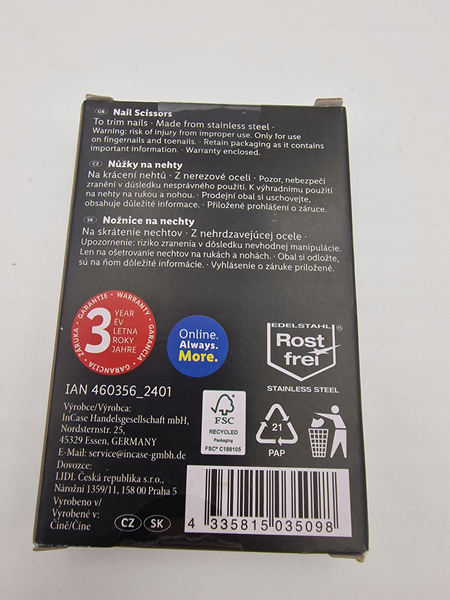 GB Nail Scissors
To trim nails · Made from stainless steel ·
Warning: risk of injury from improper use. Only for use
on fingernails and toenails. · Retain packaging as it contains
important information. · Warranty enclosed.
CZ Nůžky na nehty
Na krácení nehtů · Z nerezové oceli · Pozor, nebezpečí
zranění v důsledku nesprávného použití. K výhradnímu použití
na nehty na rukou a nohou. · Prodejní obal si uschovejte,
obsahuje důležité informace. · Přiložené prohlášení o záruce.
SK Nožnice na nechty
Na skrátenie nechtov · Z nehrdzavejúcej ocele ·
Upozornenie: riziko zranenia v dôsledku nevhodnej manipulácie.
Len na ošetrovanie nechtov na rukách a nohách. · Obal si odložte,
sú na ňom dôležité informácie. · Vyhlásenie o záruke priložené.
GARANTIE · WARRANTY · GARANCIA · GARANCIJA · ZÁRUKA
3 YEAR
ÉV
LETNA
ROKY
JAHRE
Online.
Always.
More.
EDELSTAHL ®
Rost
frei
STAINLESS STEEL
IAN 460356_2401
Výrobce/Výrobca:
InCase Handelsgesellschaft mbH,
Nordsternstr. 25,
45329 Essen, GERMANY
E-Mail: service@incase-gmbh.de
Dovozce:
LIDL Česká republika s.r.o.,
Nárožní 1359/11, 158 00 Praha 5
Vyrobeno v/
Vyrobené v
Číně/Číne
CZ SK
FSC
RECYCLED
Packaging
FSC® C198105
21
PAP
4 335815 035098